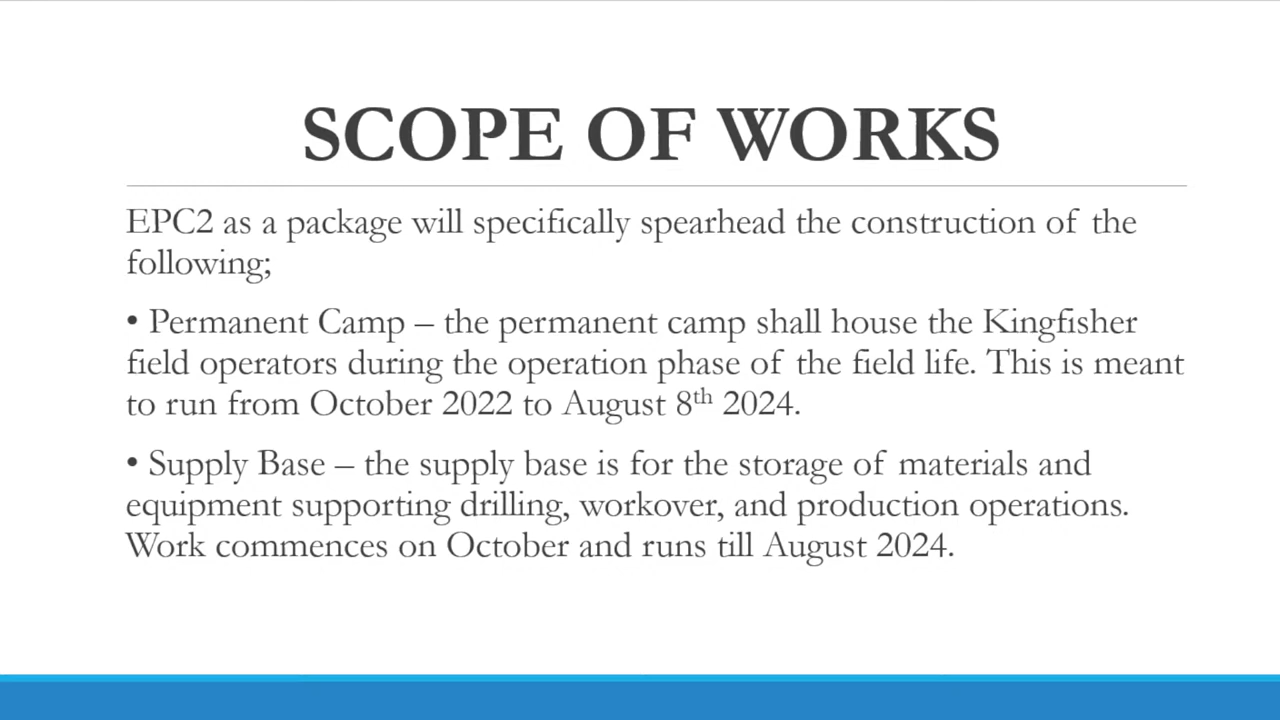 SCOPE OF WORKS
EPC2 as a package will specifically spearhead the construction of the
following;
• Permanent Camp – the permanent camp shall house the Kingfisher
field operators during the operation phase of the field life. This is meant
to run from October 2022 to August 8th 2024.
• Supply Base – the supply base is for the storage of materials and
equipment supporting drilling, workover, and production operations.
Work commences on October and runs till August 2024.